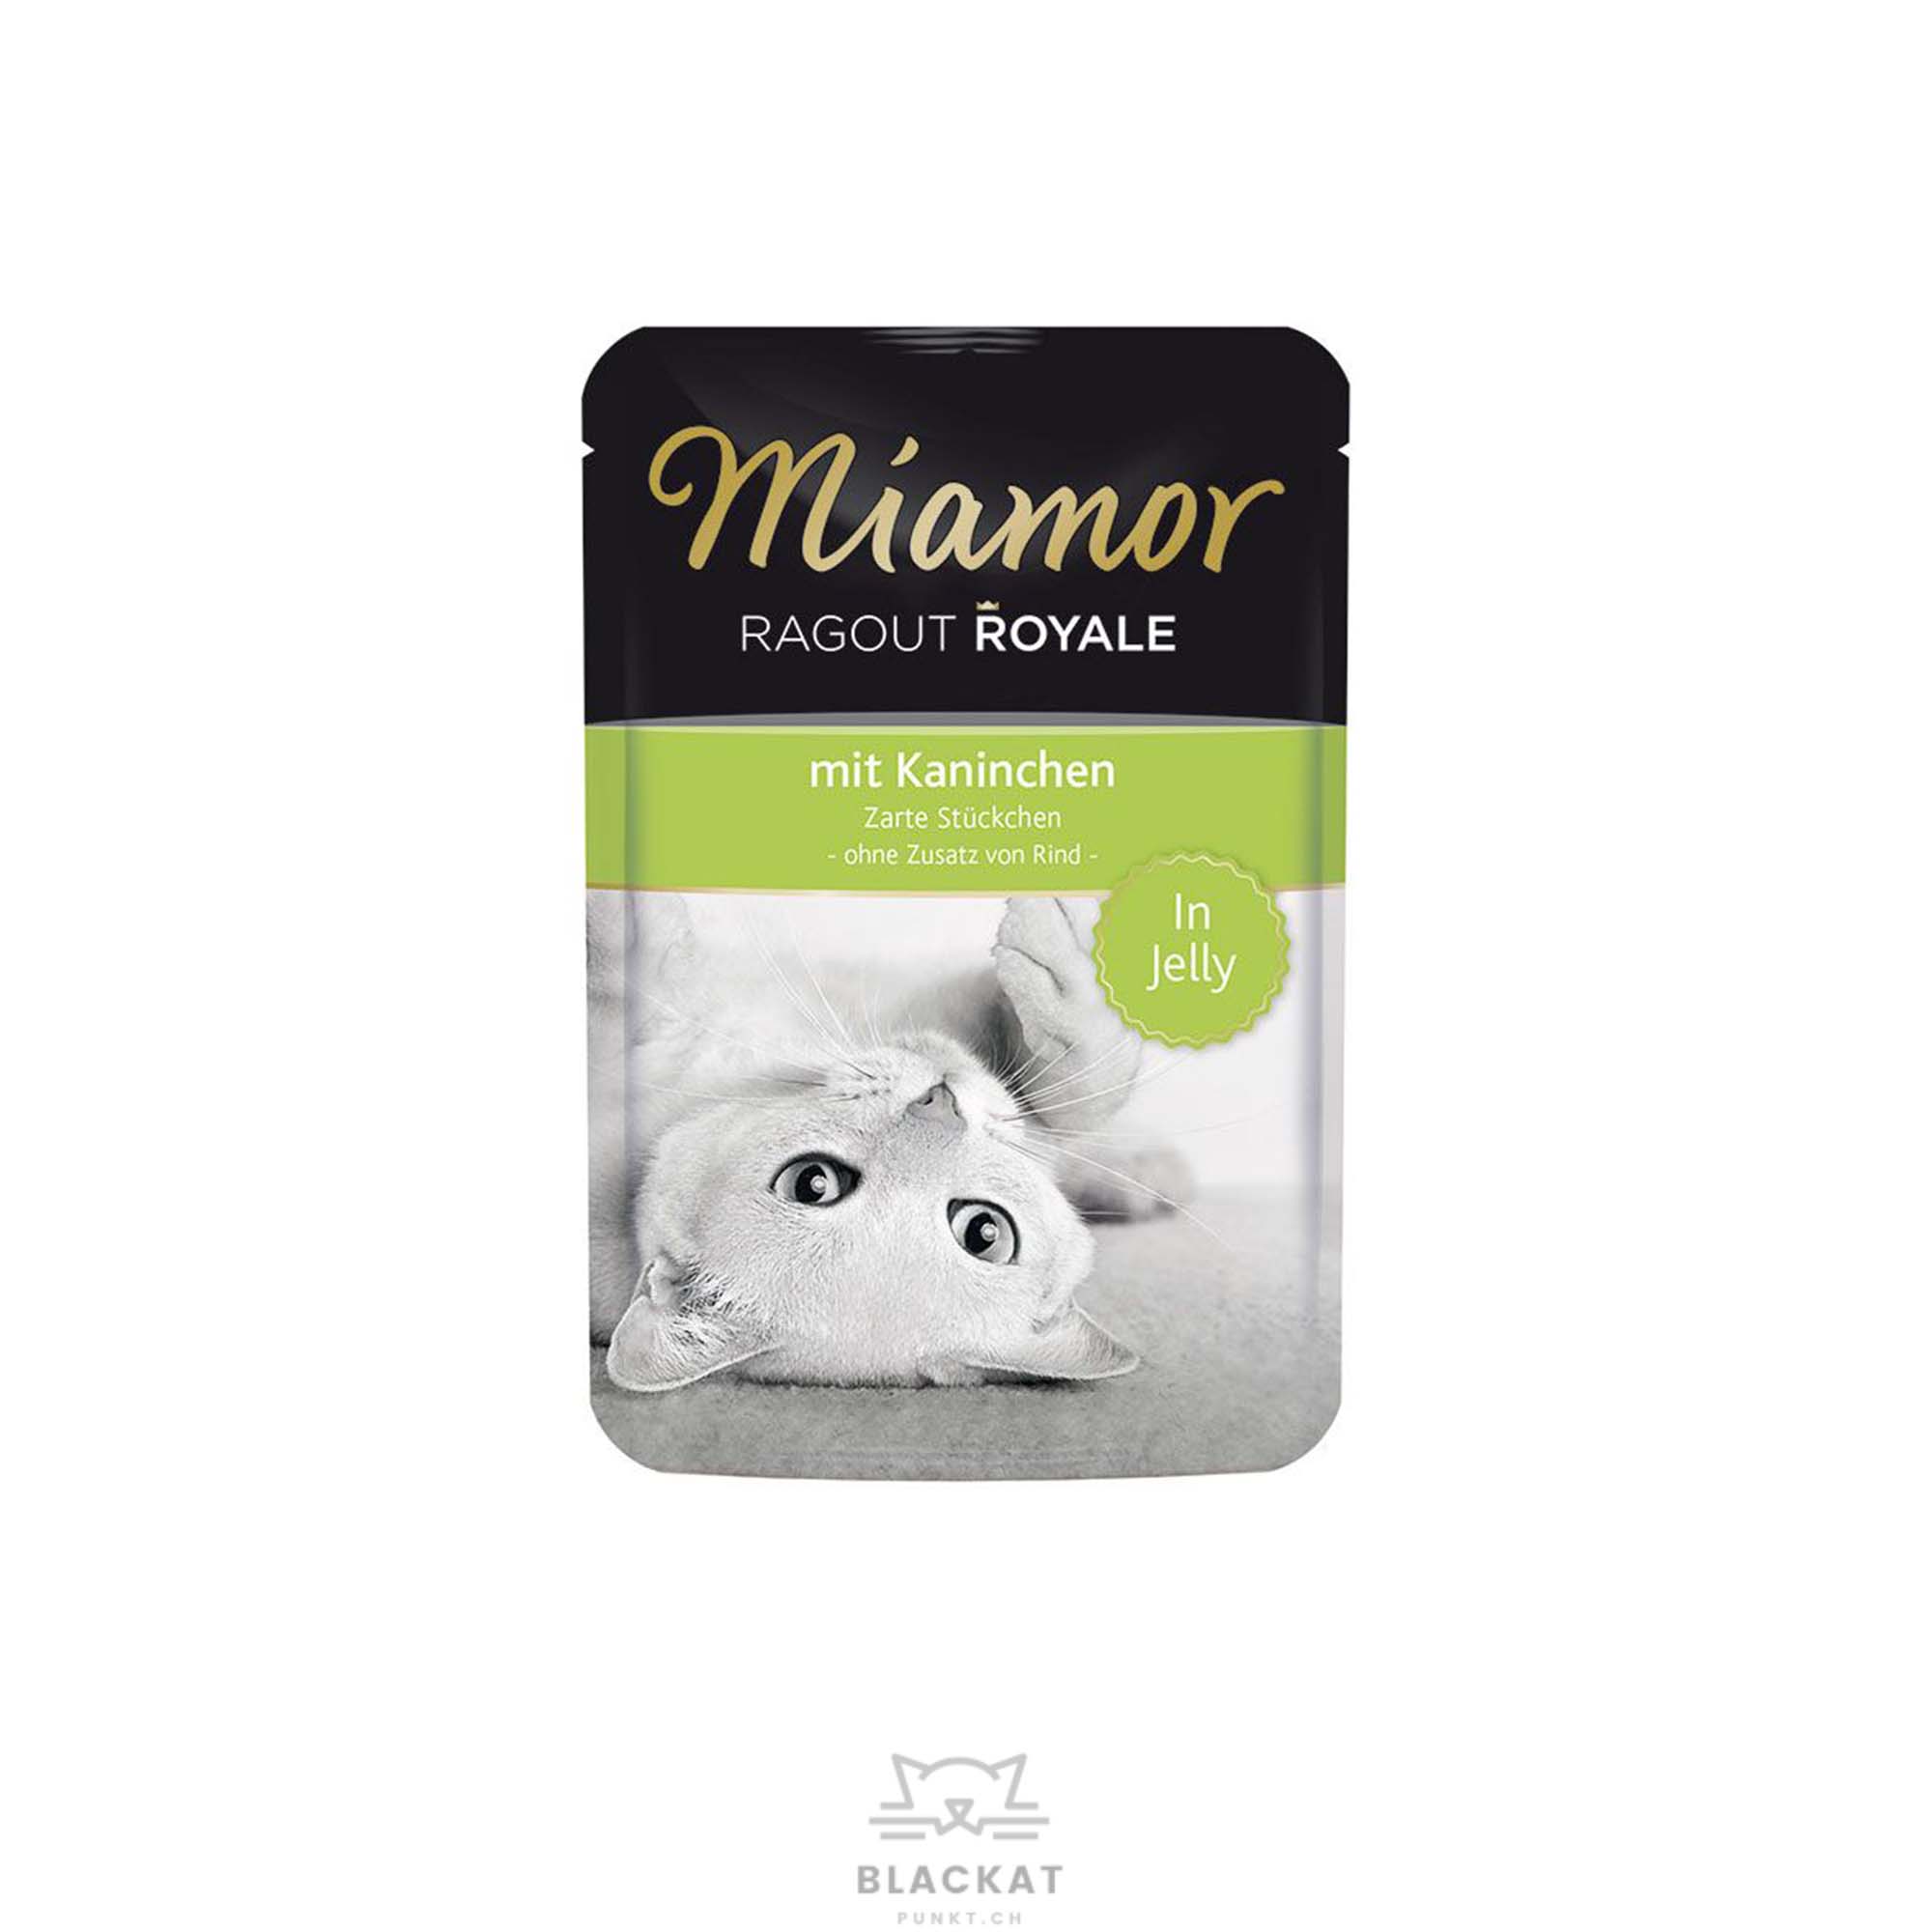 Miamor
RAGOUT ROYALE
mit Kaninchen
Zarte Stückchen
- ohne Zusatz von Rind -
In
Jelly
BLACKAT
PUNKT.CH